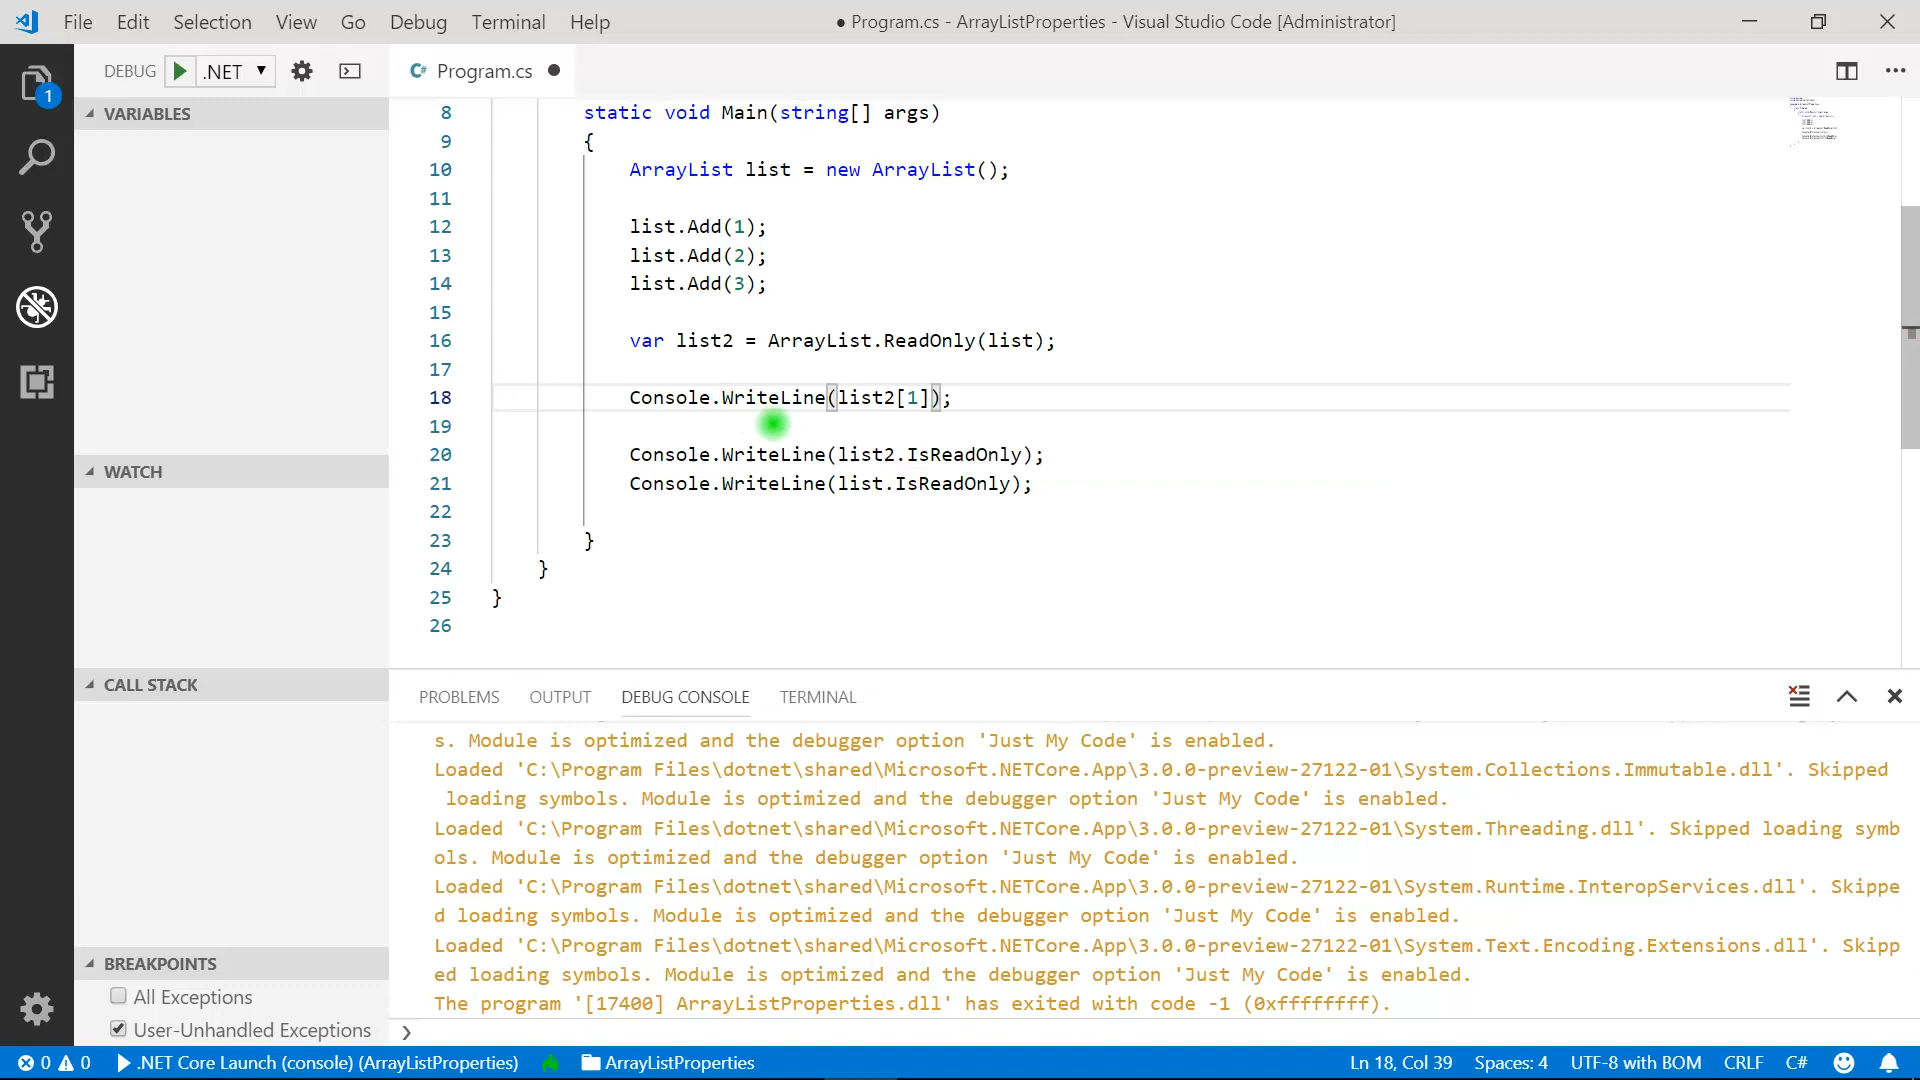 File Edit Selection View Go Debug Terminal Help
● Program.cs - ArrayListProperties - Visual Studio Code [Administrator]
DEBUG .NET
C# Program.cs
1
VARIABLES
WATCH
CALL STACK
BREAKPOINTS
All Exceptions
User-Unhandled Exceptions
8 static void Main(string[] args)
9 {
10 ArrayList list = new ArrayList();
11
12 list.Add(1);
13 list.Add(2);
14 list.Add(3);
15
16 var list2 = ArrayList.ReadOnly(list);
17
18 Console.WriteLine(list2[1]);
19
20 Console.WriteLine(list2.IsReadOnly);
21 Console.WriteLine(list.IsReadOnly);
22
23 }
24 }
25 }
26
PROBLEMS OUTPUT DEBUG CONSOLE TERMINAL
s. Module is optimized and the debugger option 'Just My Code' is enabled.
Loaded 'C:\Program Files\dotnet\shared\Microsoft.NETCore.App\3.0.0-preview-27122-01\System.Collections.Immutable.dll'. Skipped
loading symbols. Module is optimized and the debugger option 'Just My Code' is enabled.
Loaded 'C:\Program Files\dotnet\shared\Microsoft.NETCore.App\3.0.0-preview-27122-01\System.Threading.dll'. Skipped loading symb
ols. Module is optimized and the debugger option 'Just My Code' is enabled.
Loaded 'C:\Program Files\dotnet\shared\Microsoft.NETCore.App\3.0.0-preview-27122-01\System.Runtime.InteropServices.dll'. Skippe
d loading symbols. Module is optimized and the debugger option 'Just My Code' is enabled.
Loaded 'C:\Program Files\dotnet\shared\Microsoft.NETCore.App\3.0.0-preview-27122-01\System.Text.Encoding.Extensions.dll'. Skipp
ed loading symbols. Module is optimized and the debugger option 'Just My Code' is enabled.
The program '[17400] ArrayListProperties.dll' has exited with code -1 (0xffffffff).
0 0 .NET Core Launch (console) (ArrayListProperties) ArrayListProperties Ln 18, Col 39 Spaces: 4 UTF-8 with BOM CRLF C#